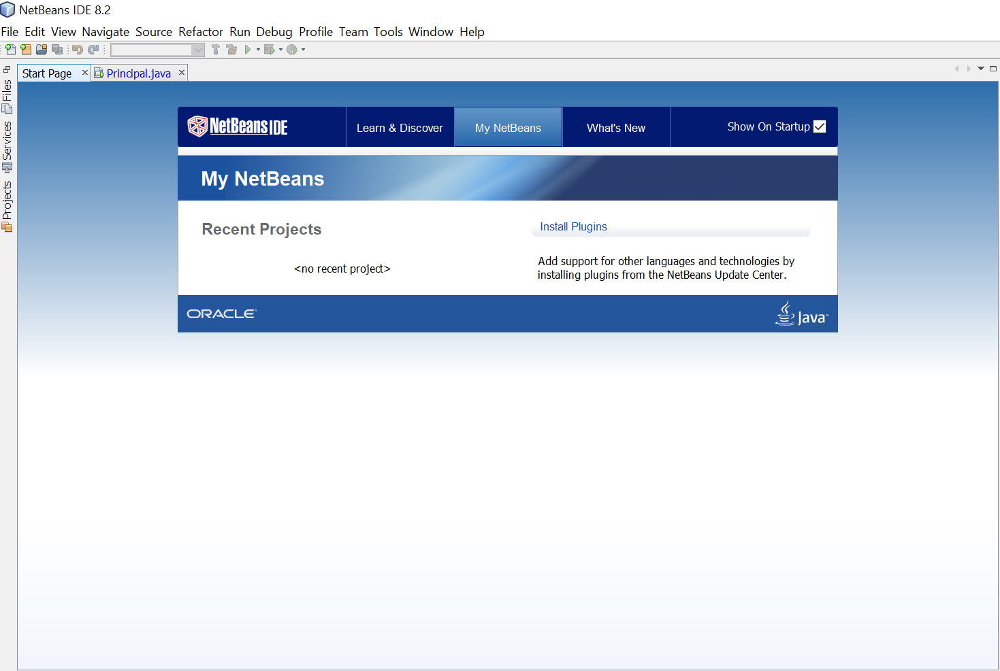 NetBeans IDE 8.2
File Edit View Navigate Source Refactor Run Debug Profile Team Tools Window Help
Start Page × Principal.java ×
Files
Services
Projects
NetBeans IDE
Learn & Discover
My NetBeans
What's New
Show On Startup
My NetBeans
Recent Projects
<no recent project>
Install Plugins
Add support for other languages and technologies by
installing plugins from the NetBeans Update Center.
ORACLE
Java™